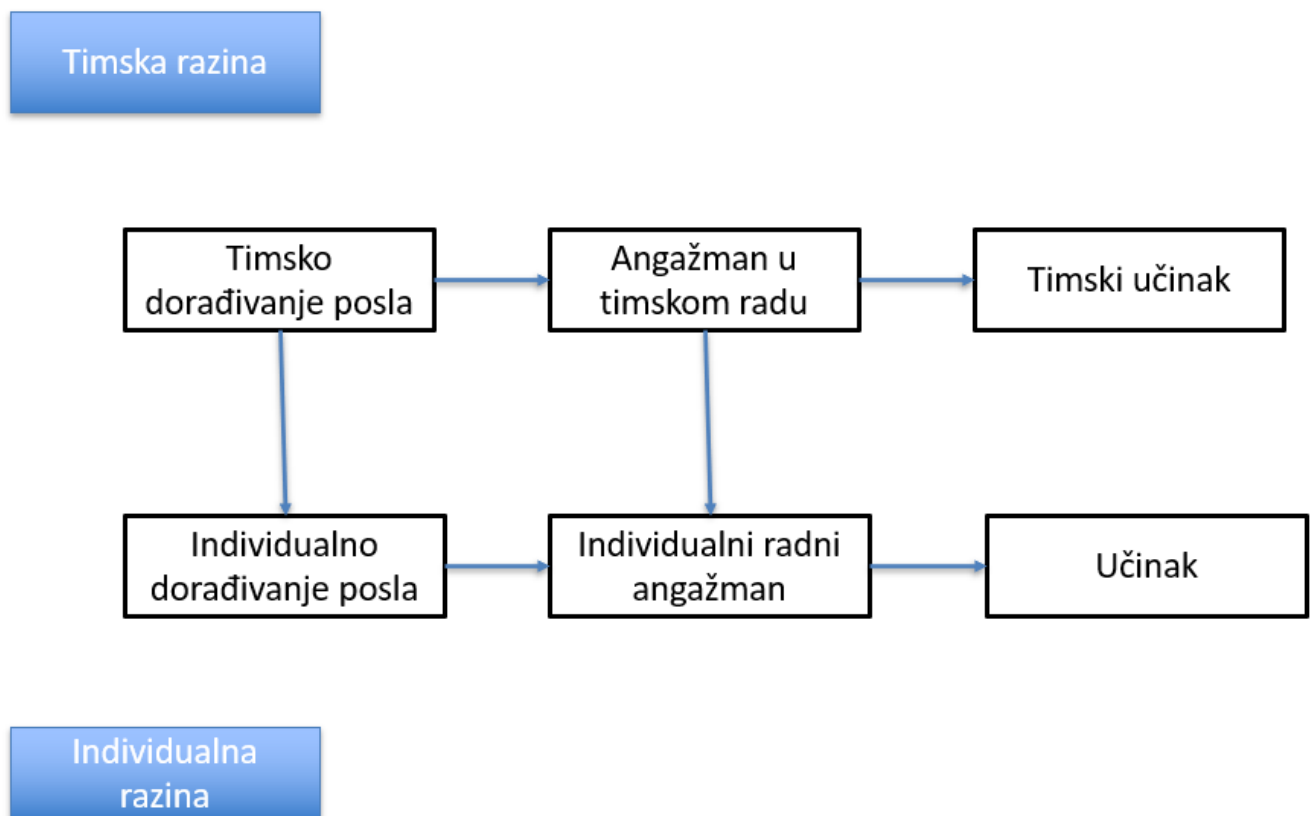 Timska razina
Timsko
dorađivanje posla
Angažman u
timskom radu
Timski učinak
Individualno
dorađivanje posla
Individualni radni
angažman
Učinak
Individualna
razina